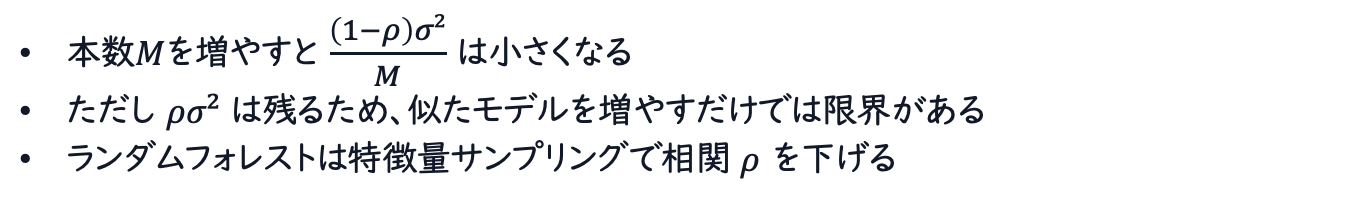 • 本数𝑀を増やすと (1−𝜌)𝜎²/𝑀 は小さくなる
• ただし 𝜌𝜎² は残るため、似たモデルを増やすだけでは限界がある
• ランダムフォレストは特徴量サンプリングで相関 𝜌 を下げる